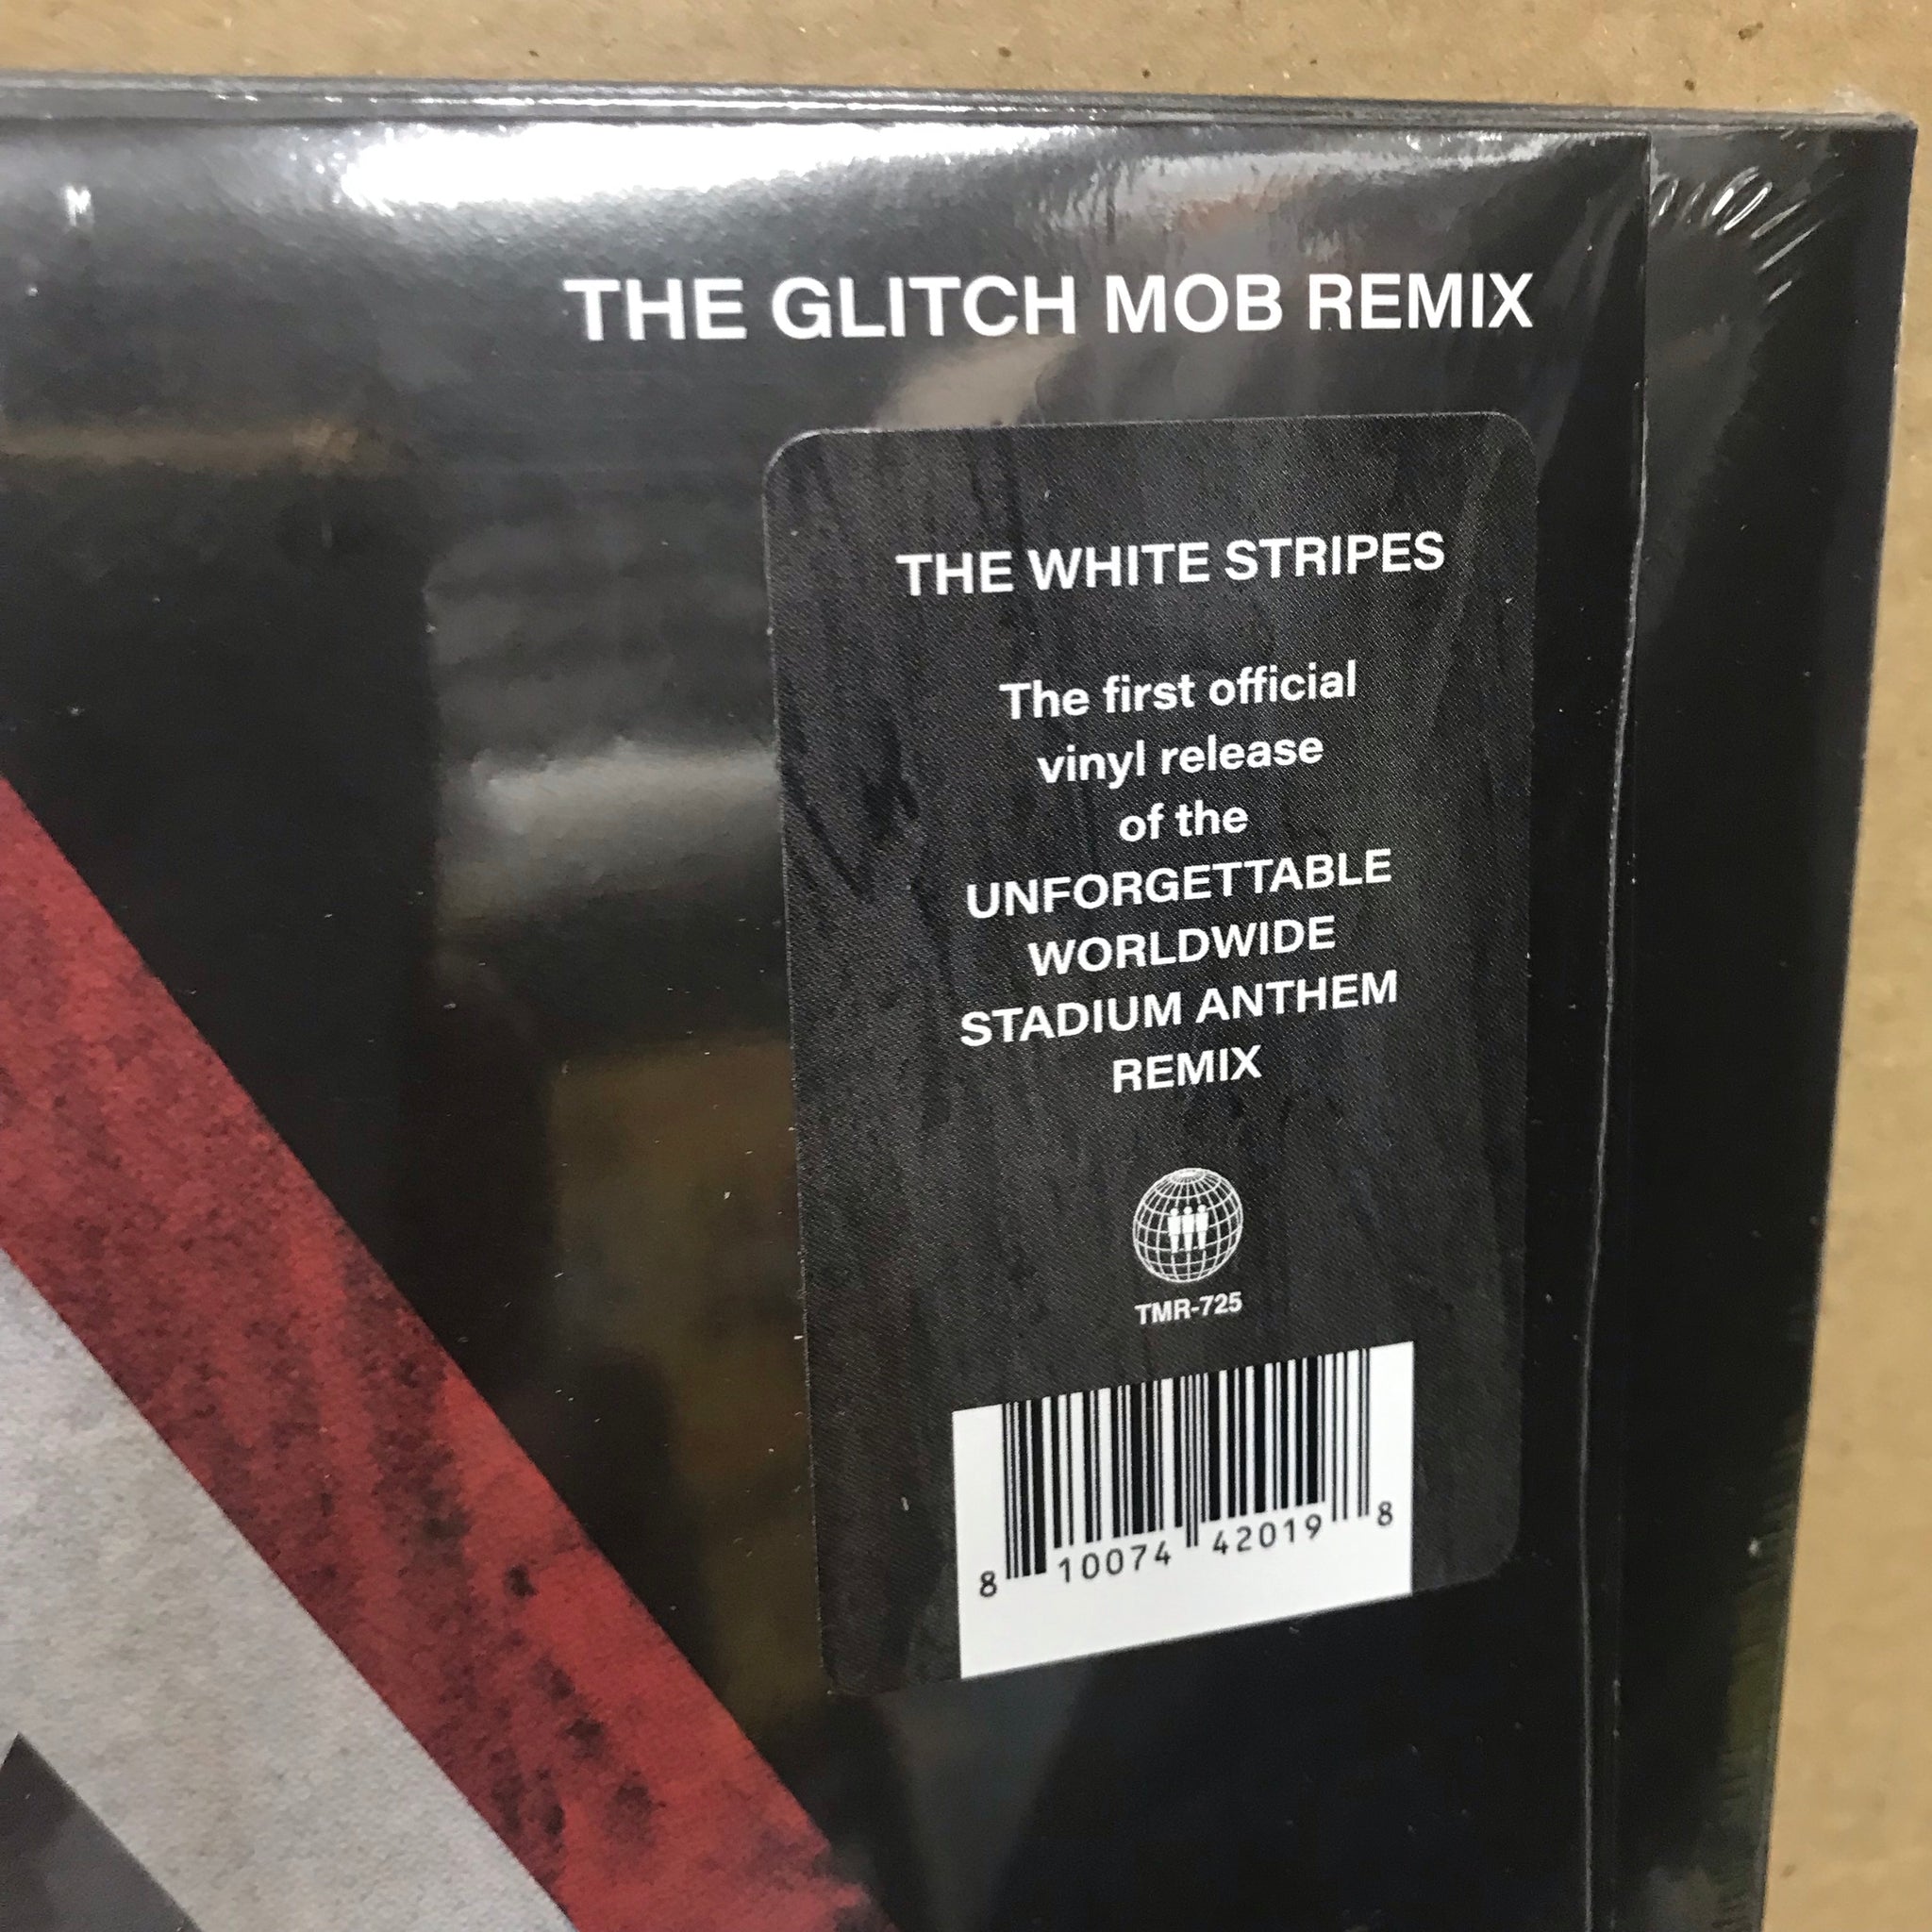 THE GLITCH MOB REMIX
THE WHITE STRIPES
The first official
vinyl release
of the
UNFORGETTABLE
WORLDWIDE
STADIUM ANTHEM
REMIX
TMR-725
8 10074 42019 8